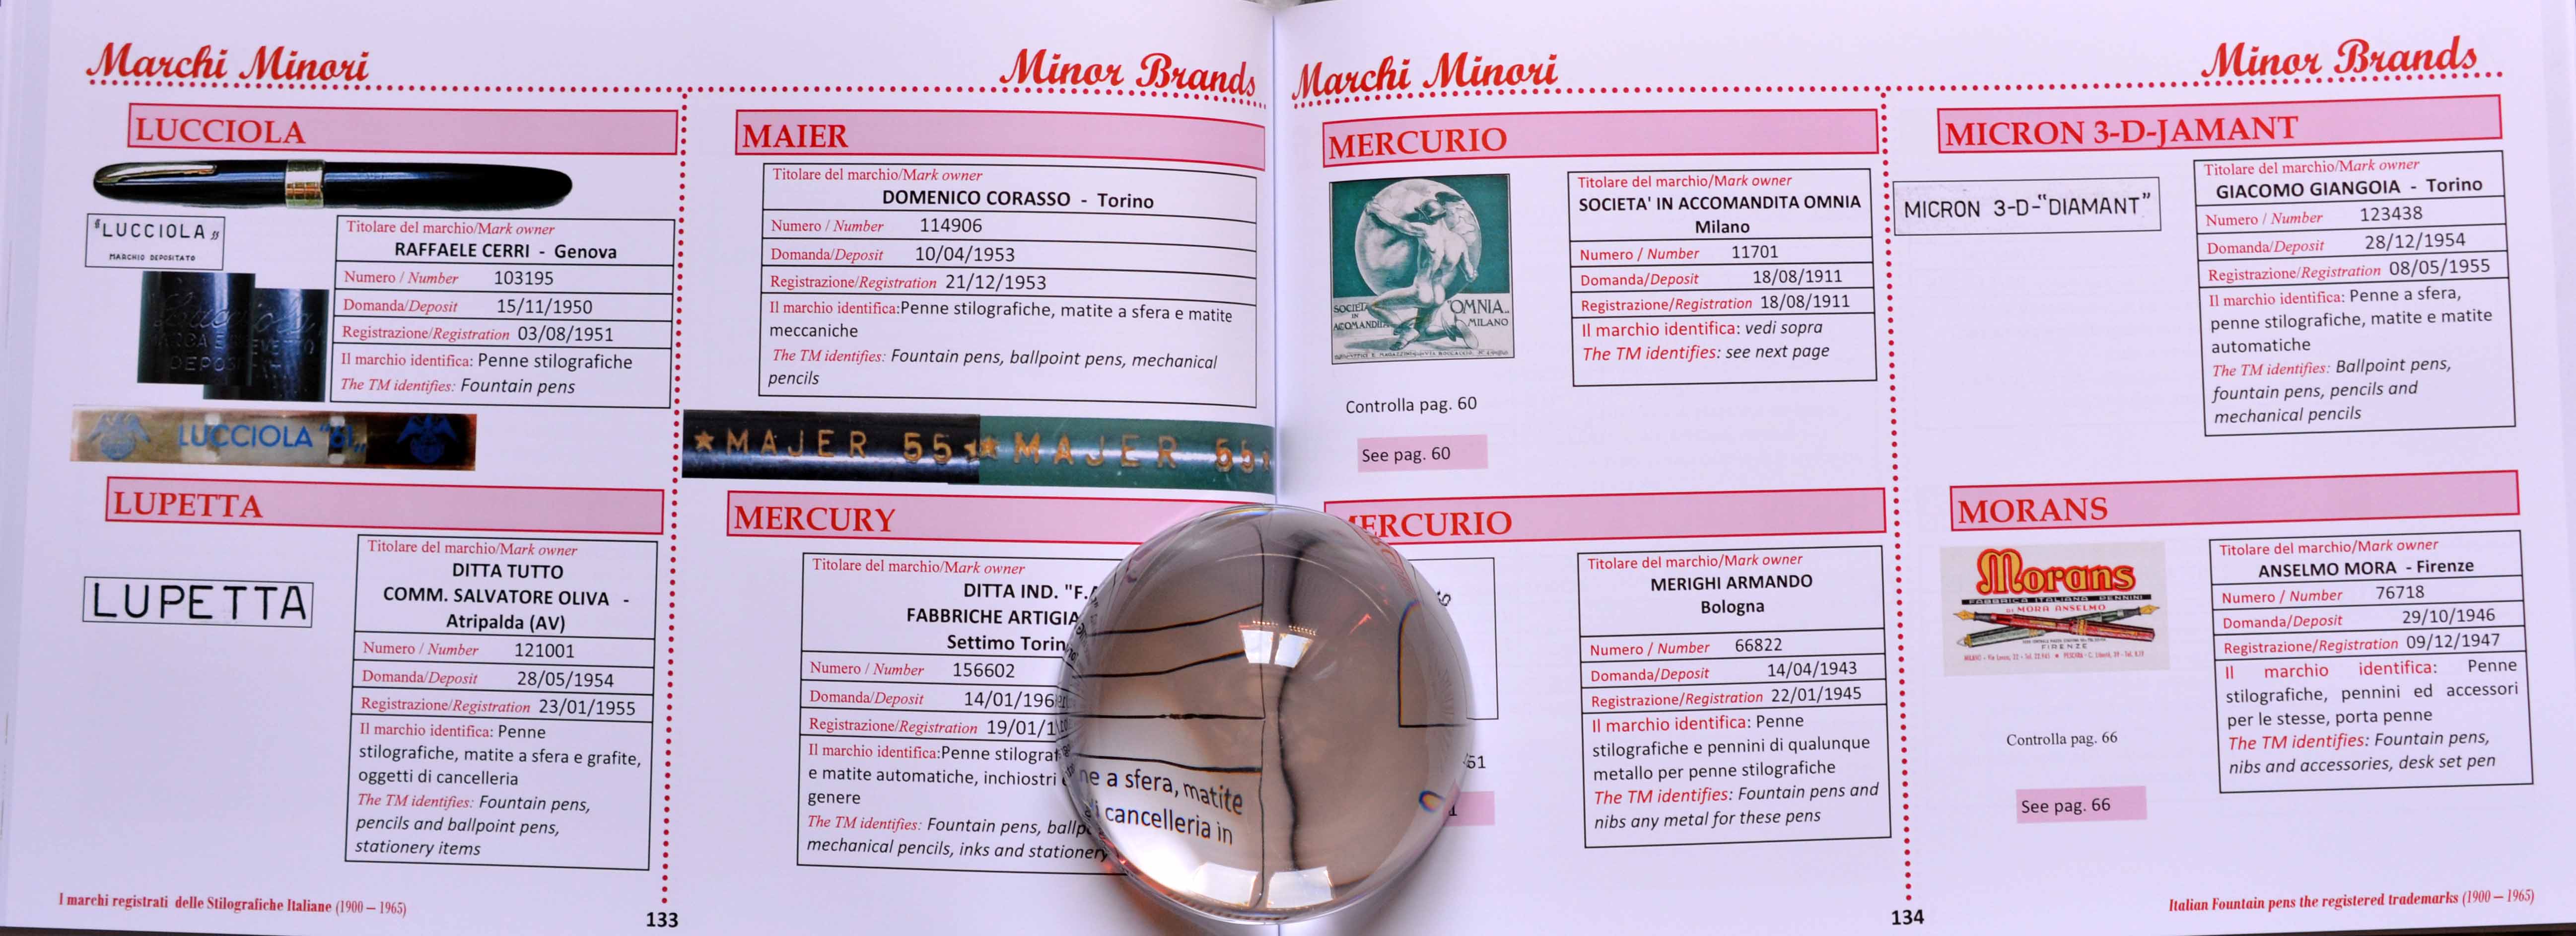 Marchi Minori
Minor Brands
LUCCIOLA
"LUCCIOLA"
MARCHIO DEPOSITATO
Titolare del marchio/Mark owner
RAFFAELE CERRI - Genova
Numero / Number 103195
Domanda/Deposit 15/11/1950
Registrazione/Registration 03/08/1951
Il marchio identifica: Penne stilografiche
The TM identifies: Fountain pens
LUCCIOLA "61"
LUPETTA
LUPETTA
Titolare del marchio/Mark owner
DITTA TUTTO
COMM. SALVATORE OLIVA -
Atripalda (AV)
Numero / Number 121001
Domanda/Deposit 28/05/1954
Registrazione/Registration 23/01/1955
Il marchio identifica: Penne
stilografiche, matite a sfera e grafite,
oggetti di cancelleria
The TM identifies: Fountain pens,
pencils and ballpoint pens,
stationery items
MAIER
Titolare del marchio/Mark owner
DOMENICO CORASSO - Torino
Numero / Number 114906
Domanda/Deposit 10/04/1953
Registrazione/Registration 21/12/1953
Il marchio identifica:Penne stilografiche, matite a sfera e matite
meccaniche
The TM identifies: Fountain pens, ballpoint pens, mechanical
pencils
★MAJER 55★ ★MAJER 55★
MERCURY
Titolare del marchio/Mark owner
DITTA IND. "F.
FABBRICHE ARTIGIA
Settimo Torin
Numero / Number 156602
Domanda/Deposit 14/01/196
Registrazione/Registration 19/01/1
Il marchio identifica:Penne stilograf
e matite automatiche, inchiostri
genere
The TM identifies: Fountain pens, ballp
mechanical pencils, inks and stationery
ne a sfera, matite
i cancelleria in
I marchi registrati delle Stilografiche Italiane (1900 – 1965)
133
Marchi Minori
Minor Brands
MERCURIO
SOCIETÀ
IN
ACOMANDITA
OMNIA
MILANO
Titolare del marchio/Mark owner
SOCIETA' IN ACCOMANDITA OMNIA
Milano
Numero / Number 11701
Domanda/Deposit 18/08/1911
Registrazione/Registration 18/08/1911
Il marchio identifica: vedi sopra
The TM identifies: see next page
Controlla pag. 60
See pag. 60
ERCURIO
Titolare del marchio/Mark owner
MERIGHI ARMANDO
Bologna
Numero / Number 66822
Domanda/Deposit 14/04/1943
Registrazione/Registration 22/01/1945
Il marchio identifica: Penne
stilografiche e pennini di qualunque
metallo per penne stilografiche
The TM identifies: Fountain pens and
nibs any metal for these pens
61
MICRON 3-D-JAMANT
MICRON 3-D-"DIAMANT"
Titolare del marchio/Mark owner
GIACOMO GIANGOIA - Torino
Numero / Number 123438
Domanda/Deposit 28/12/1954
Registrazione/Registration 08/05/1955
Il marchio identifica: Penne a sfera,
penne stilografiche, matite e matite
automatiche
The TM identifies: Ballpoint pens,
fountain pens, pencils and
mechanical pencils
MORANS
Morans
FABBRICA ITALIANA PENNINI
DI MORA ANSELMO
FIRENZE
Titolare del marchio/Mark owner
ANSELMO MORA - Firenze
Numero / Number 76718
Domanda/Deposit 29/10/1946
Registrazione/Registration 09/12/1947
Il marchio identifica: Penne
stilografiche, pennini ed accessori
per le stesse, porta penne
The TM identifies: Fountain pens,
nibs and accessories, desk set pen
Controlla pag. 66
See pag. 66
134
Italian Fountain pens the registered trademarks (1900 – 1965)